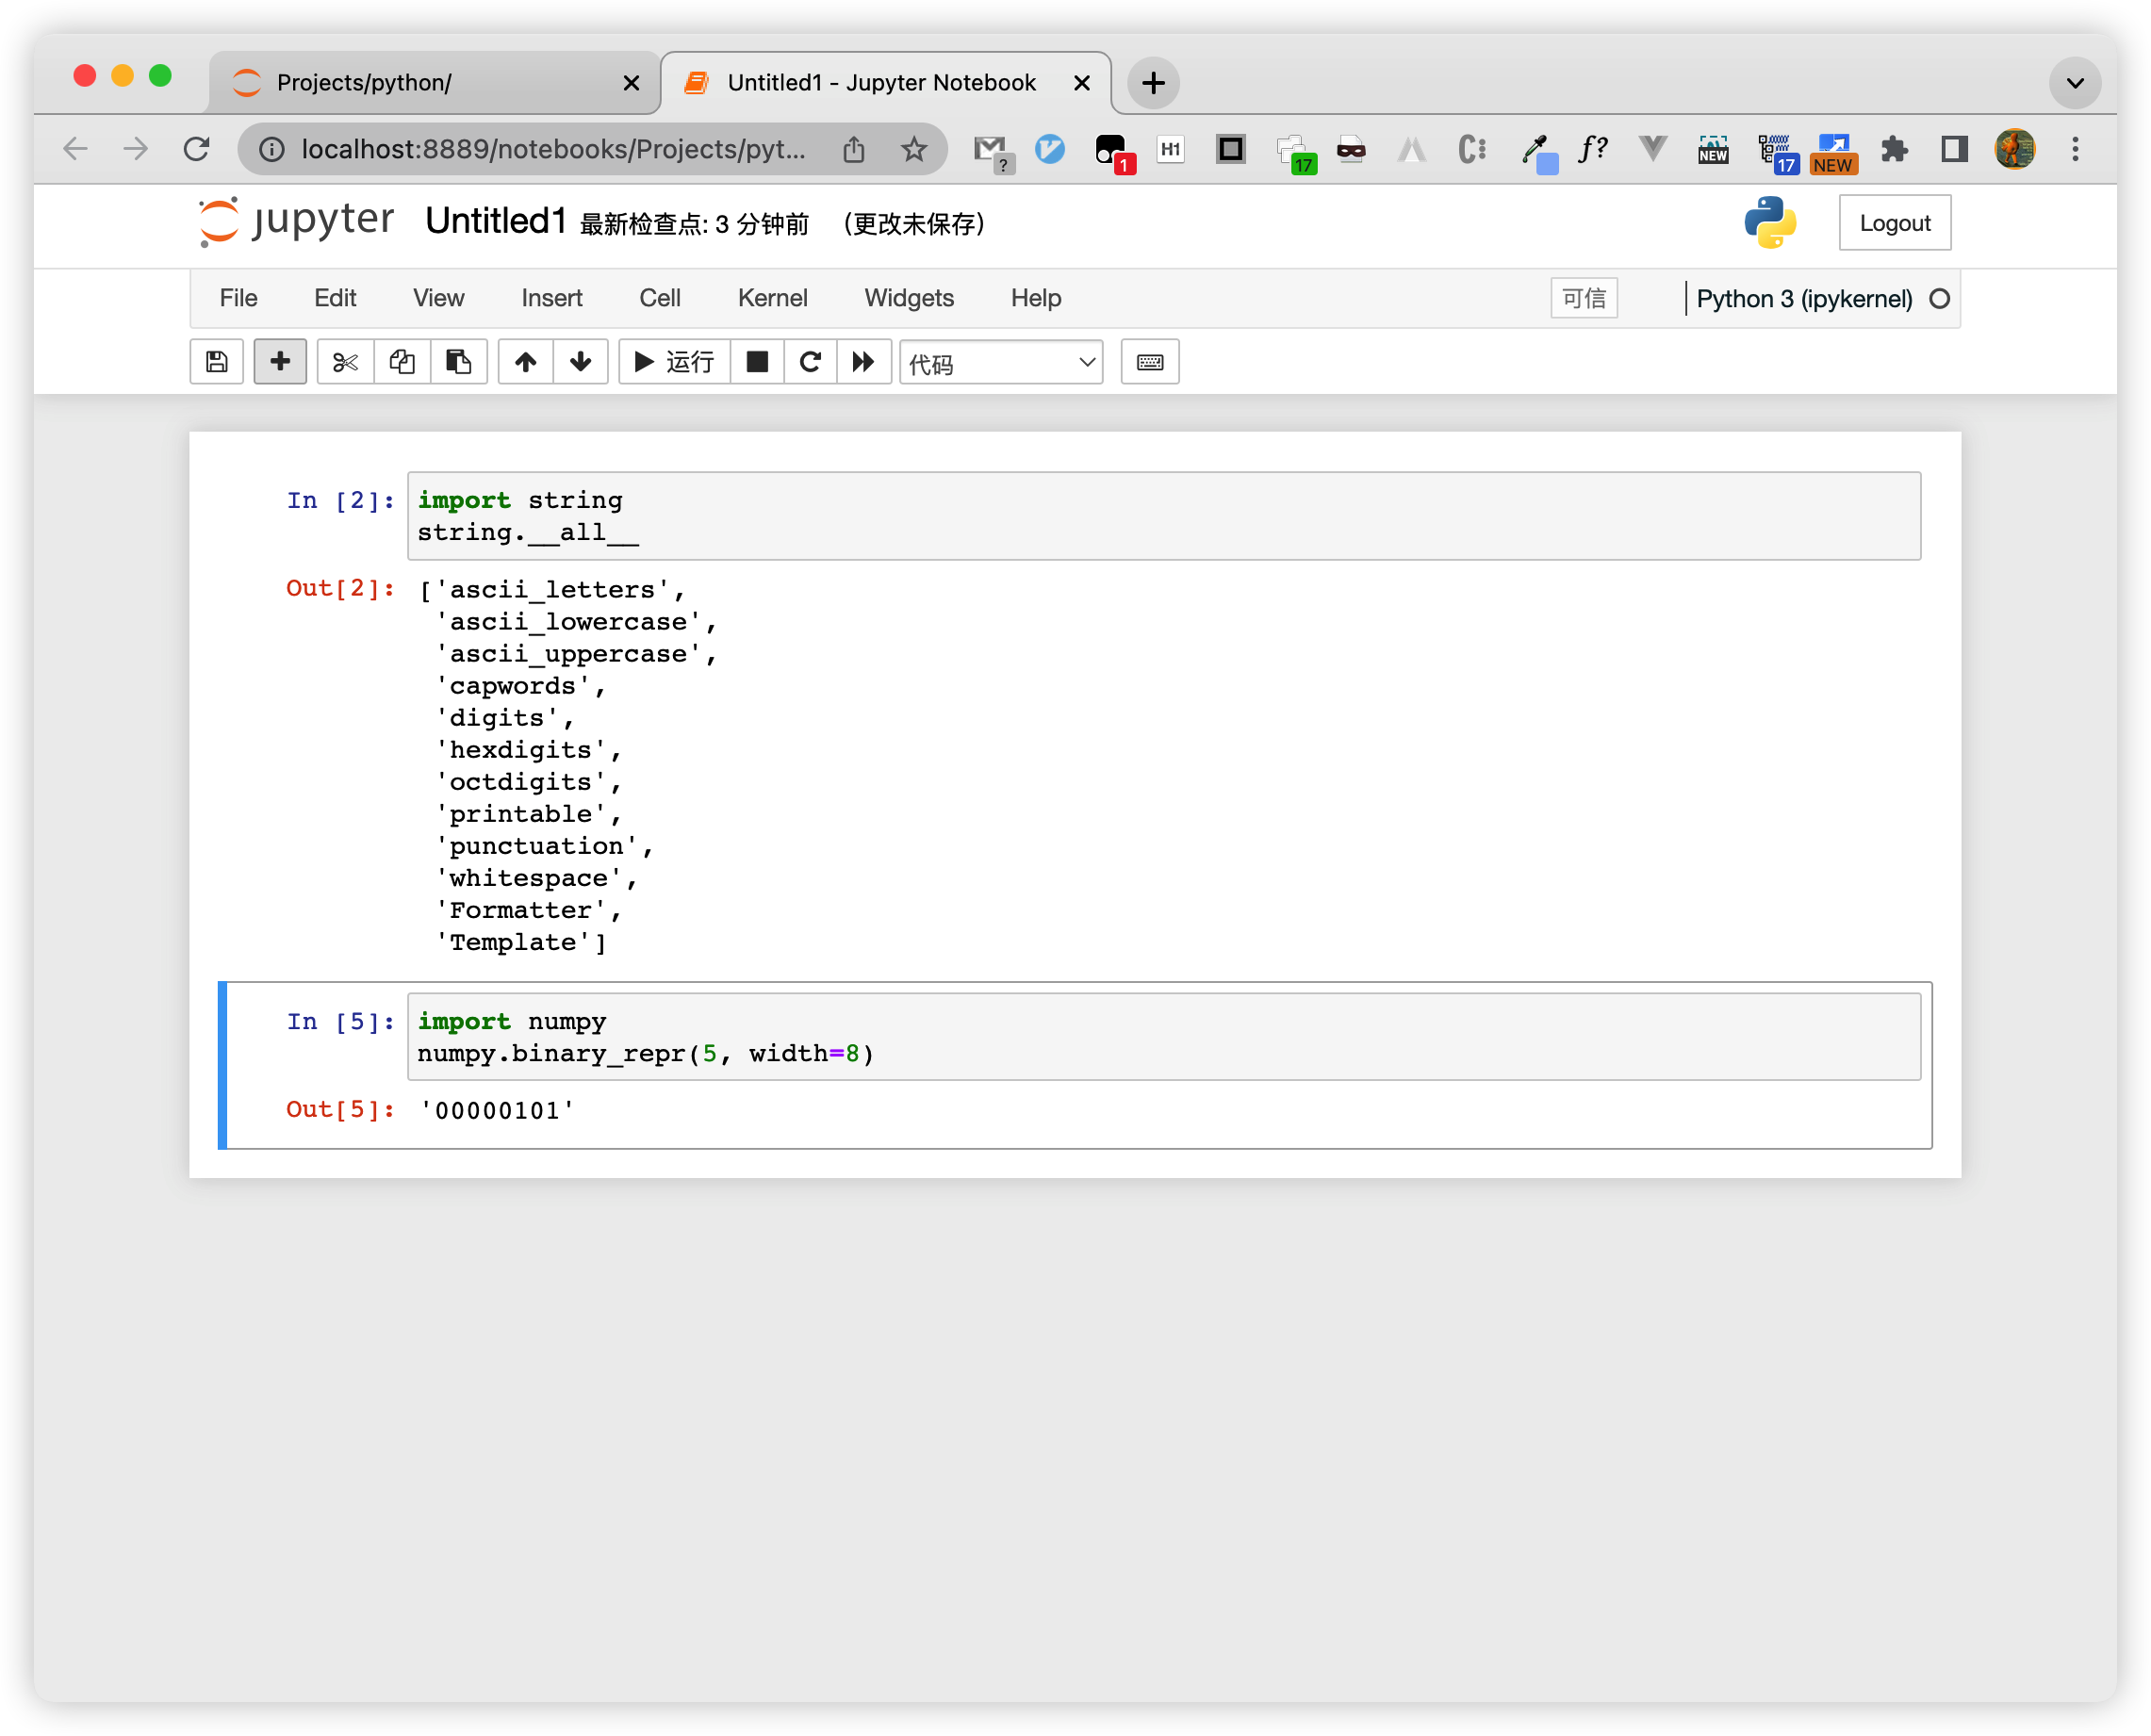 Projects/python/
Untitled1 - Jupyter Notebook
localhost:8889/notebooks/Projects/pyt...
?
1
H1
17
C:
f?
NEW
17
NEW
jupyter Untitled1 最新检查点: 3 分钟前 （更改未保存）
Logout
File Edit View Insert Cell Kernel Widgets Help
可信
Python 3 (ipykernel)
运行
代码
In [2]: import string
string.__all__
Out[2]: ['ascii_letters',
'ascii_lowercase',
'ascii_uppercase',
'capwords',
'digits',
'hexdigits',
'octdigits',
'printable',
'punctuation',
'whitespace',
'Formatter',
'Template']
In [5]: import numpy
numpy.binary_repr(5, width=8)
Out[5]: '00000101'